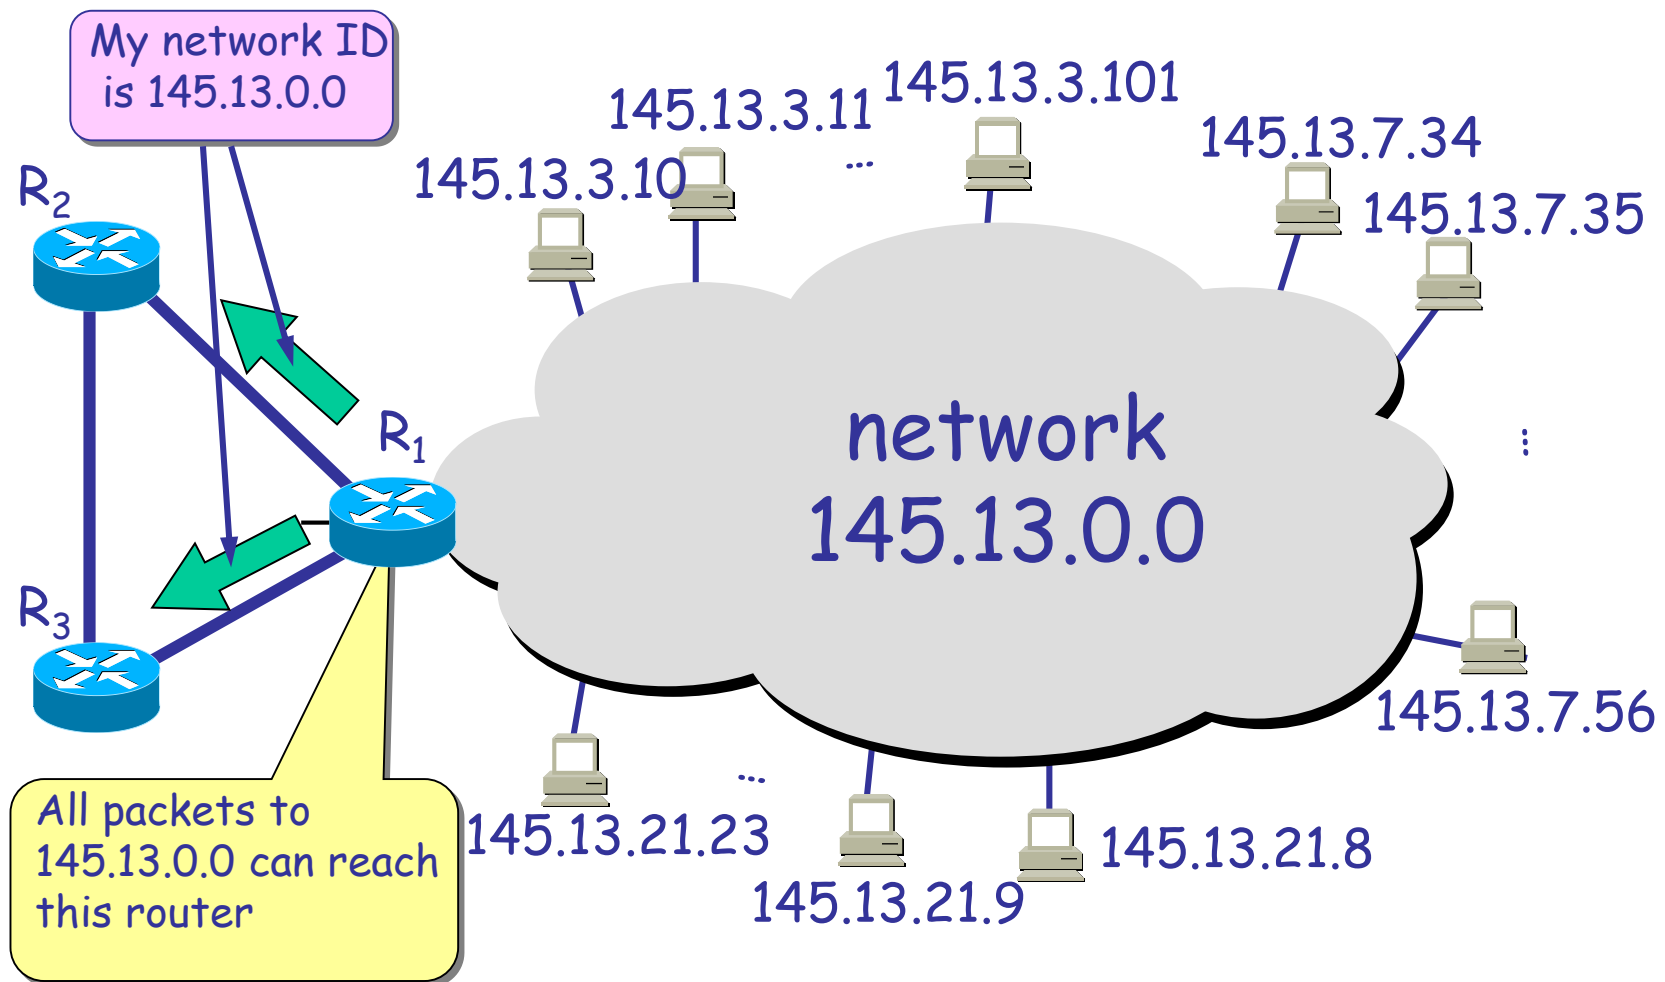 My network ID
is 145.13.0.0
145.13.3.101
145.13.3.11
...
145.13.7.34
145.13.3.10
R2
145.13.7.35
R1
network
145.13.0.0
...
R3
145.13.7.56
...
All packets to
145.13.0.0 can reach
this router
145.13.21.23
145.13.21.8
145.13.21.9